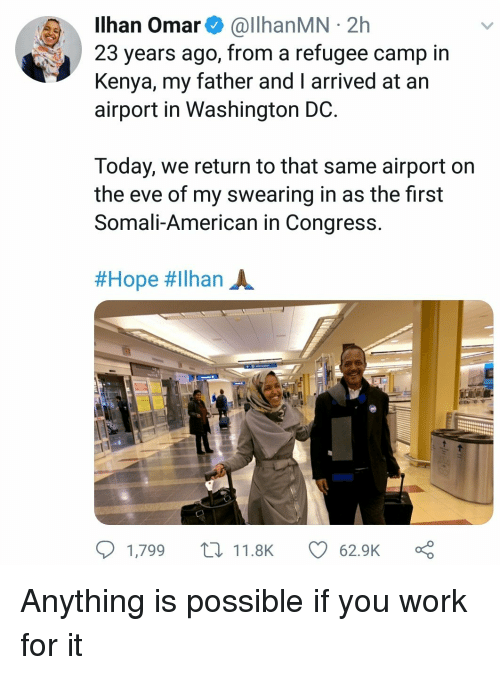 Ilhan Omar @IlhanMN · 2h
23 years ago, from a refugee camp in
Kenya, my father and I arrived at an
airport in Washington DC.
Today, we return to that same airport on
the eve of my swearing in as the first
Somali-American in Congress.
#Hope #Ilhan 🙏🏾
1,799 11.8K 62.9K
Anything is possible if you work
for it